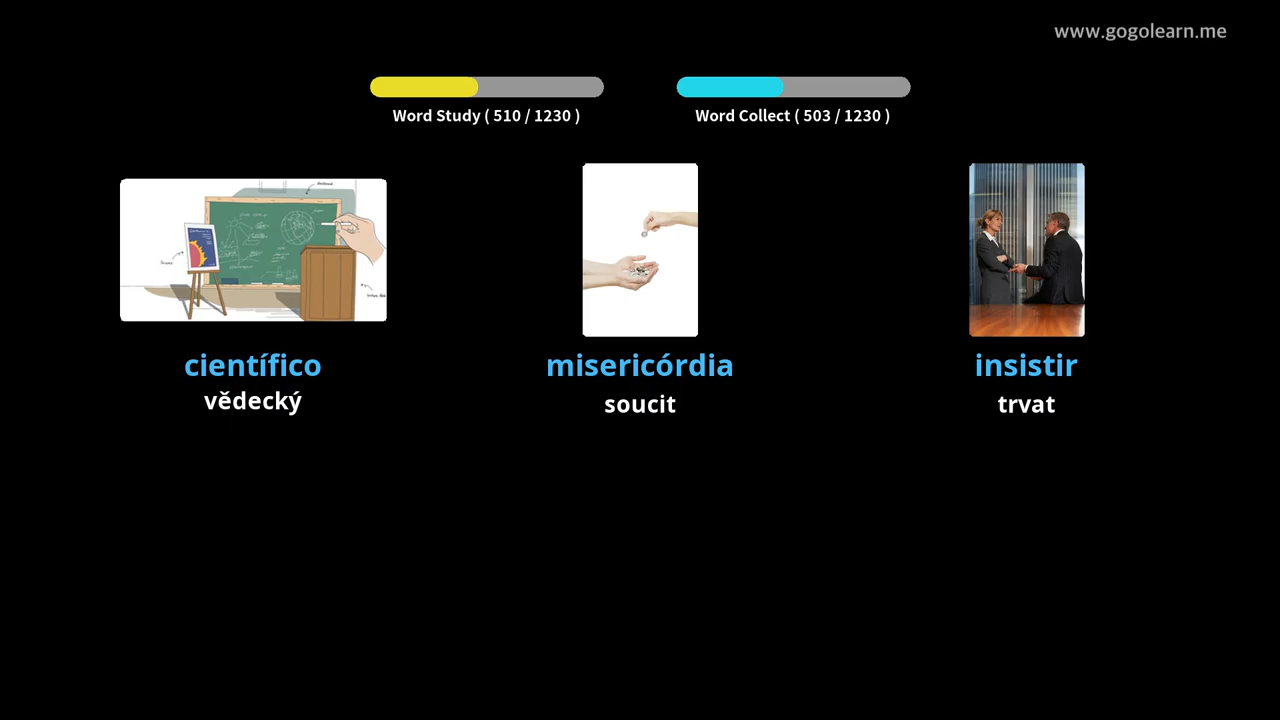 www.gogolearn.me
Word Study ( 510 / 1230 )
Word Collect ( 503 / 1230 )
científico
misericórdia
insistir
vědecký
soucit
trvat